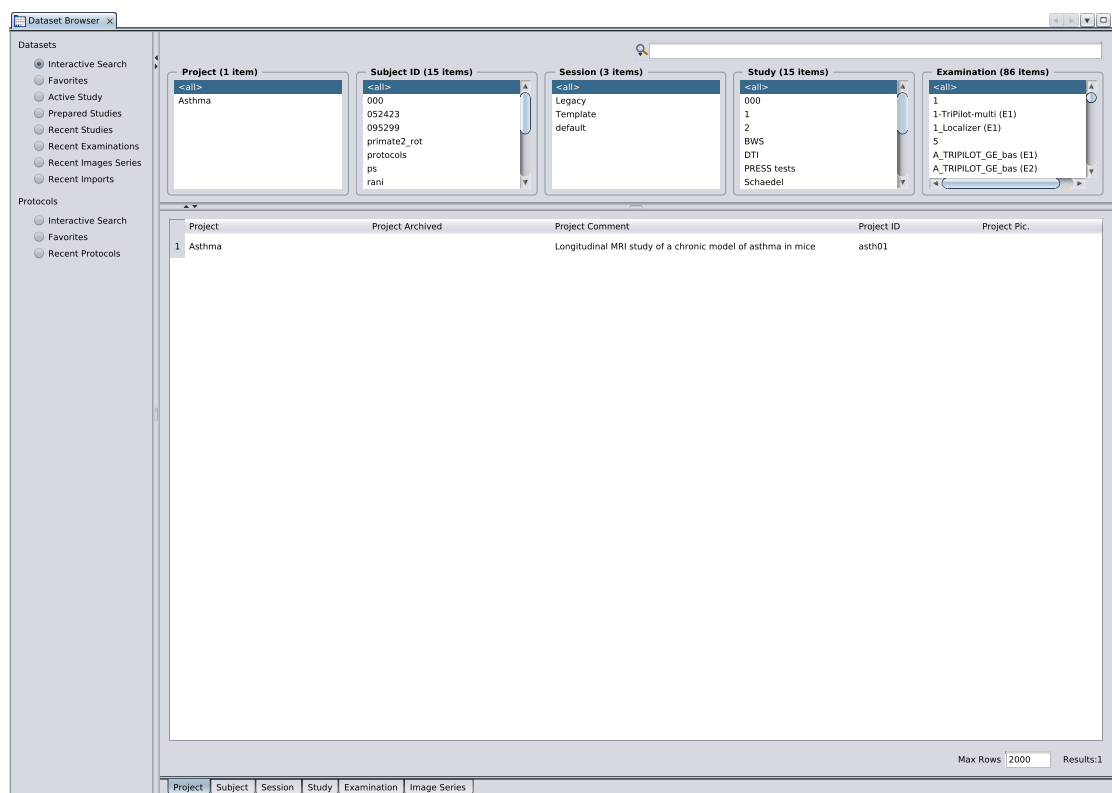 Dataset Browser
Datasets
Interactive Search
Favorites
Active Study
Prepared Studies
Recent Studies
Recent Examinations
Recent Images Series
Recent Imports
Protocols
Interactive Search
Favorites
Recent Protocols
Project (1 item)
<all>
Asthma
Subject ID (15 items)
<all>
000
052423
095299
primate2_rot
protocols
ps
rani
Session (3 items)
<all>
Legacy
Template
default
Study (15 items)
<all>
000
1
2
BWS
DTI
PRESS tests
Schaedel
Examination (86 items)
<all>
1
1-TriPilot-multi (E1)
1_Localizer (E1)
5
A_TRIPILOT_GE_bas (E1)
A_TRIPILOT_GE_bas (E2)
Project Project Archived Project Comment Project ID Project Pic.
1 Asthma Longitudinal MRI study of a chronic model of asthma in mice asth01
Max Rows 2000 Results:1
Project Subject Session Study Examination Image Series